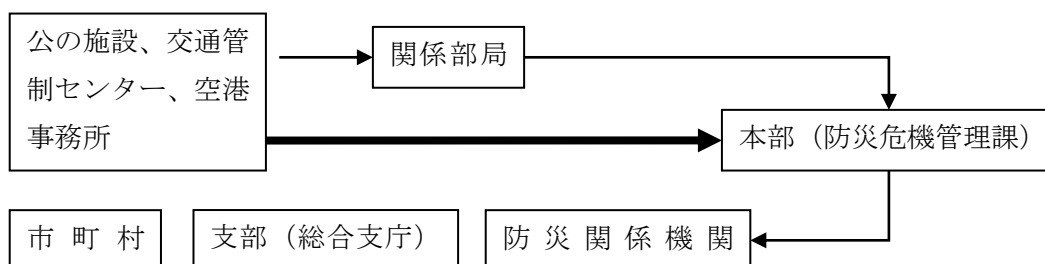 公の施設、交通管
制センター、空港
事務所
関係部局
本部（防災危機管理課）
市町村
支部（総合支庁）
防災関係機関